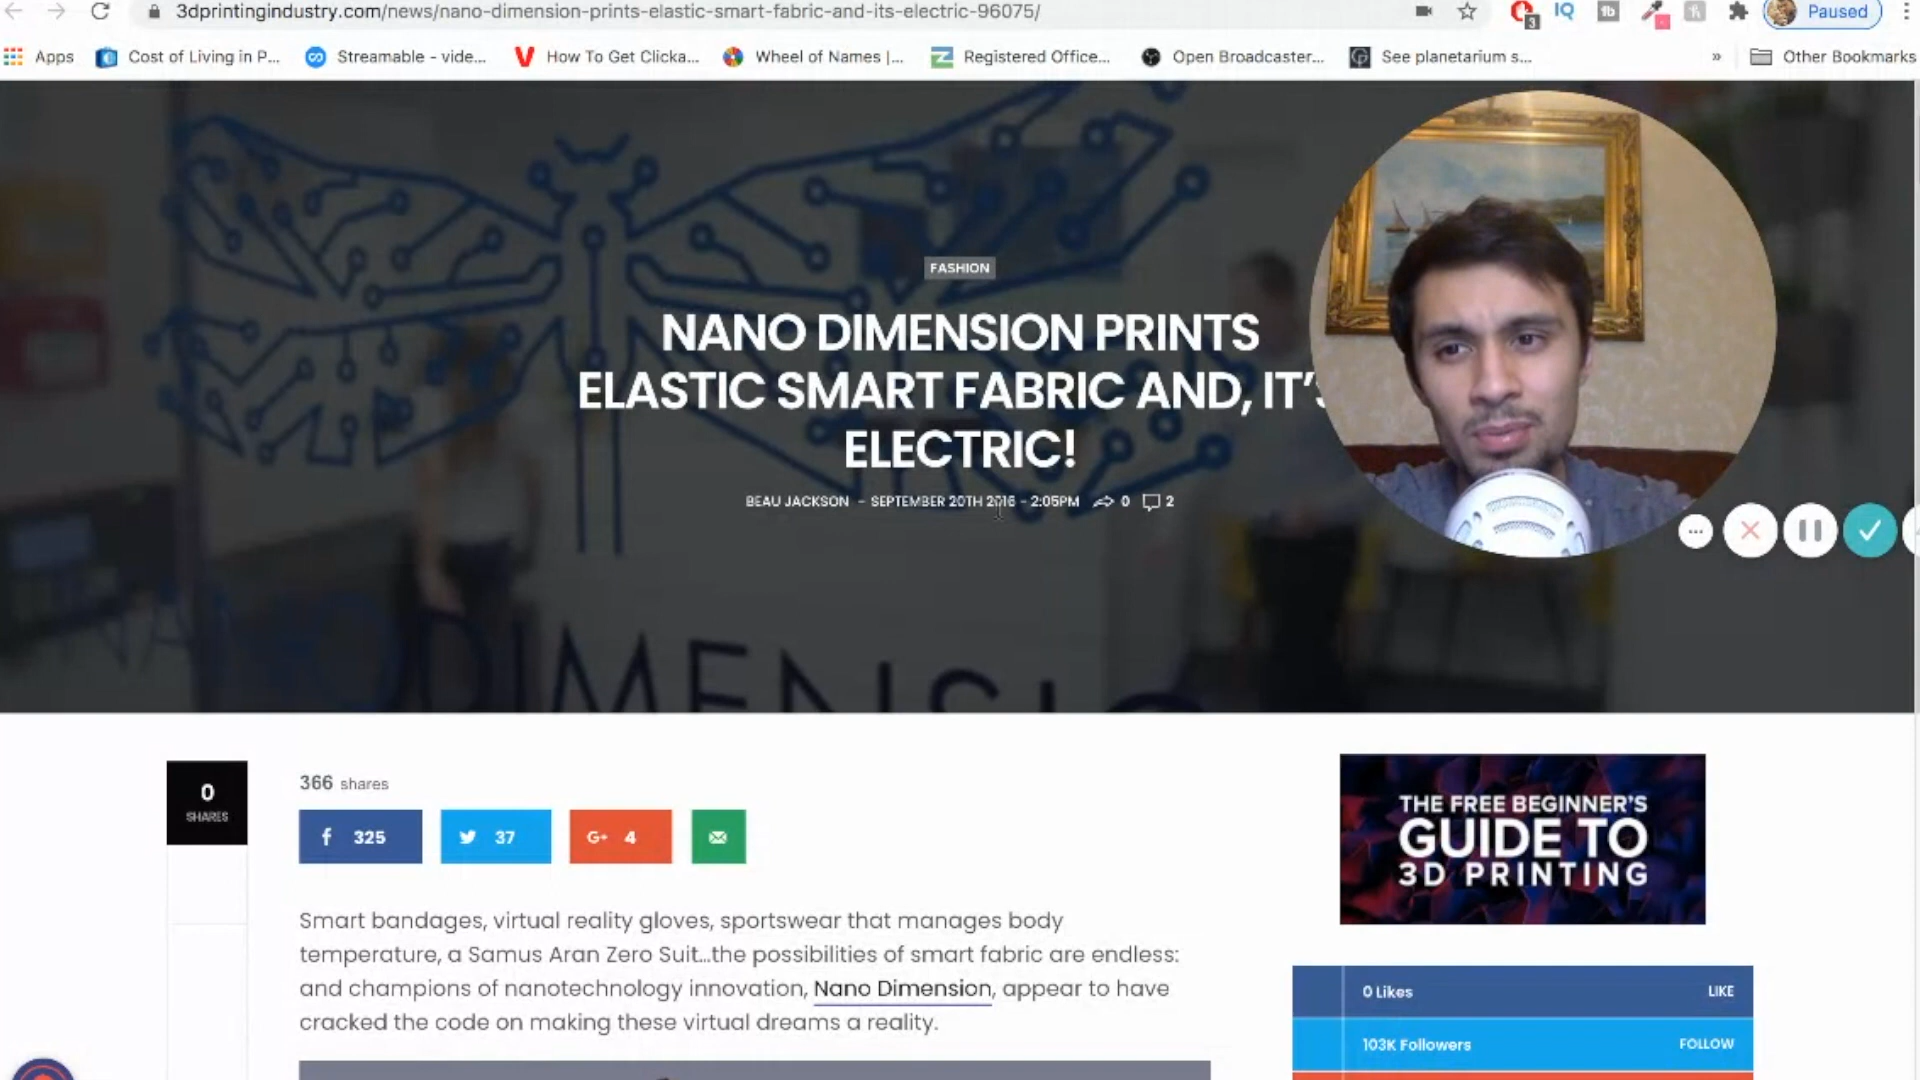 3dprintingindustry.com/news/nano-dimension-prints-elastic-smart-fabric-and-its-electric-96075/
3
IQ
Paused
Apps
Cost of Living in P...
Streamable - vide...
How To Get Clicka...
Wheel of Names |...
Registered Office...
Open Broadcaster...
See planetarium s...
»
Other Bookmarks
FASHION
NANO DIMENSION PRINTS
ELASTIC SMART FABRIC AND, IT'S
ELECTRIC!
BEAU JACKSON - SEPTEMBER 20TH 2016 - 2:05PM 0 2
DIMENSIO
0
SHARES
366 shares
f 325
37
G+ 4
THE FREE BEGINNER'S
GUIDE TO
3D PRINTING
Smart bandages, virtual reality gloves, sportswear that manages body
temperature, a Samus Aran Zero Suit...the possibilities of smart fabric are endless:
and champions of nanotechnology innovation, Nano Dimension, appear to have
cracked the code on making these virtual dreams a reality.
0 Likes LIKE
103K Followers FOLLOW